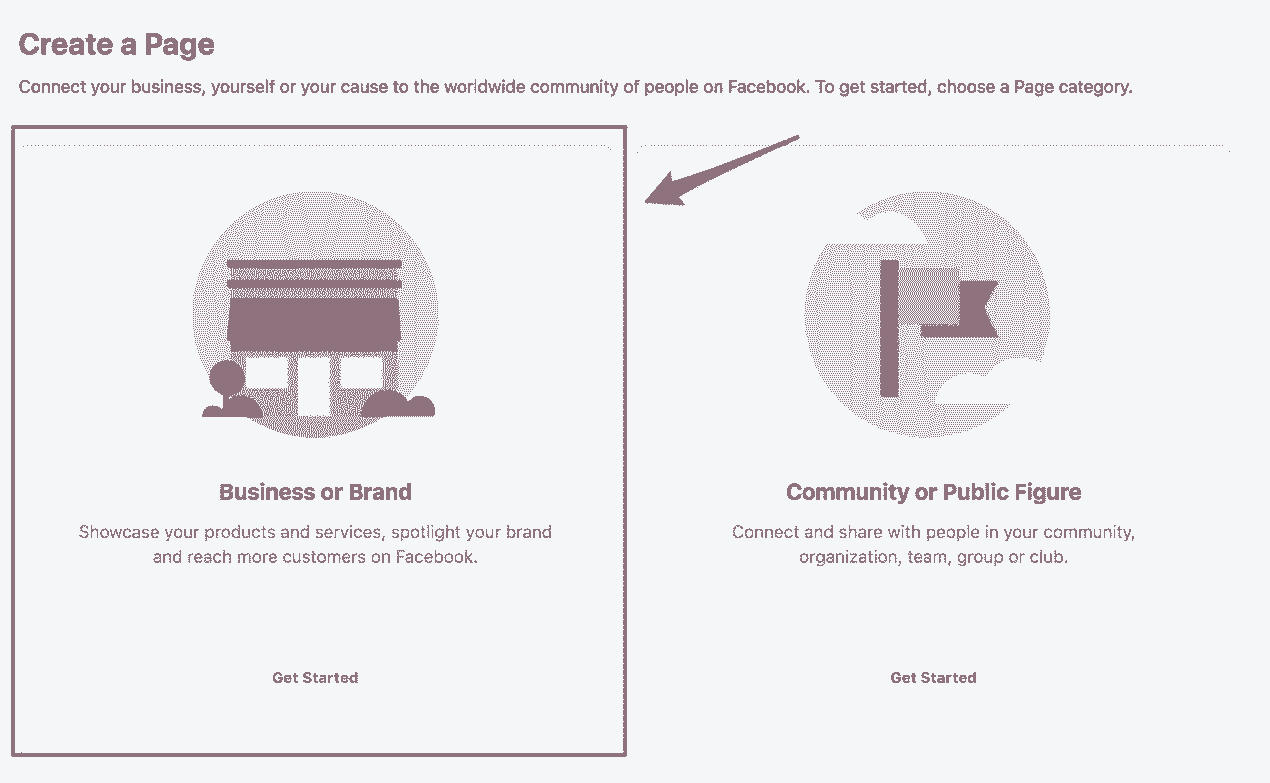 Create a Page
Connect your business, yourself or your cause to the worldwide community of people on Facebook. To get started, choose a Page category.
Business or Brand
Showcase your products and services, spotlight your brand
and reach more customers on Facebook.
Get Started
Community or Public Figure
Connect and share with people in your community,
organization, team, group or club.
Get Started